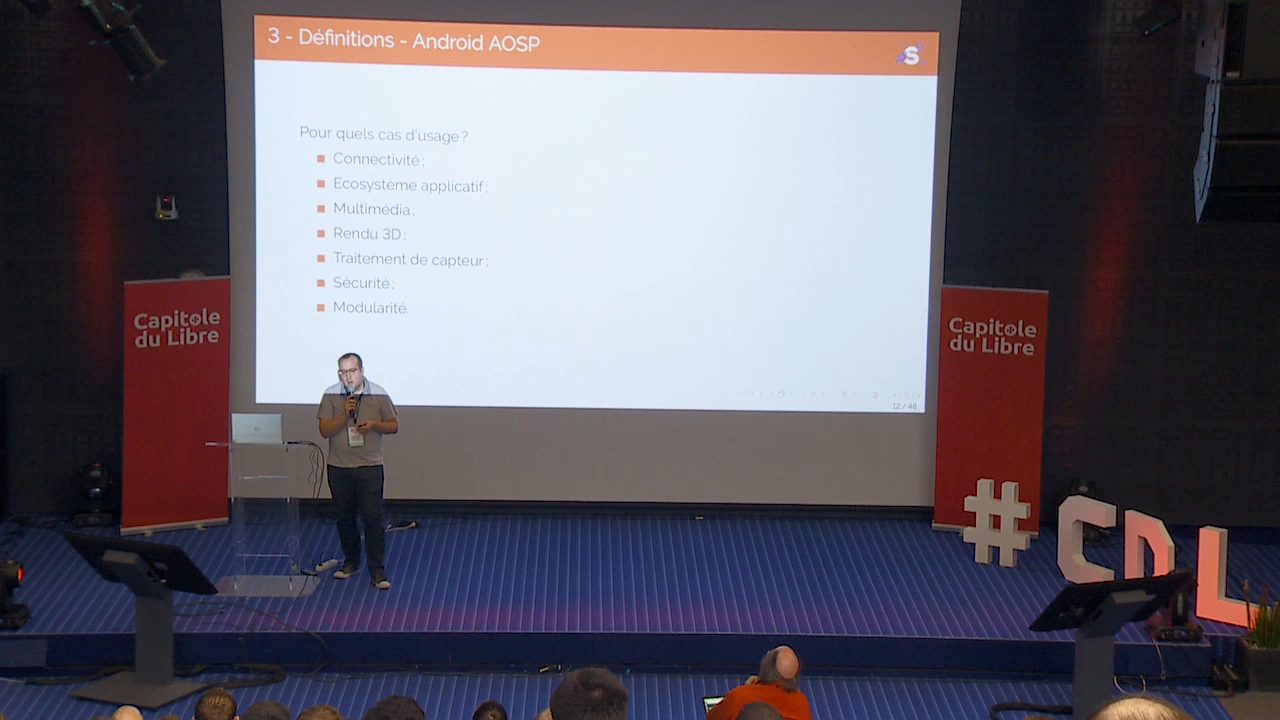 3 - Définitions - Android AOSP
S
Pour quels cas d'usage ?
Connectivité ;
Ecosystème applicatif ;
Multimédia ;
Rendu 3D ;
Traitement de capteur ;
Sécurité ;
Modularité.
12 / 48
Capitole
du Libre
Capitole
du Libre
#CDL